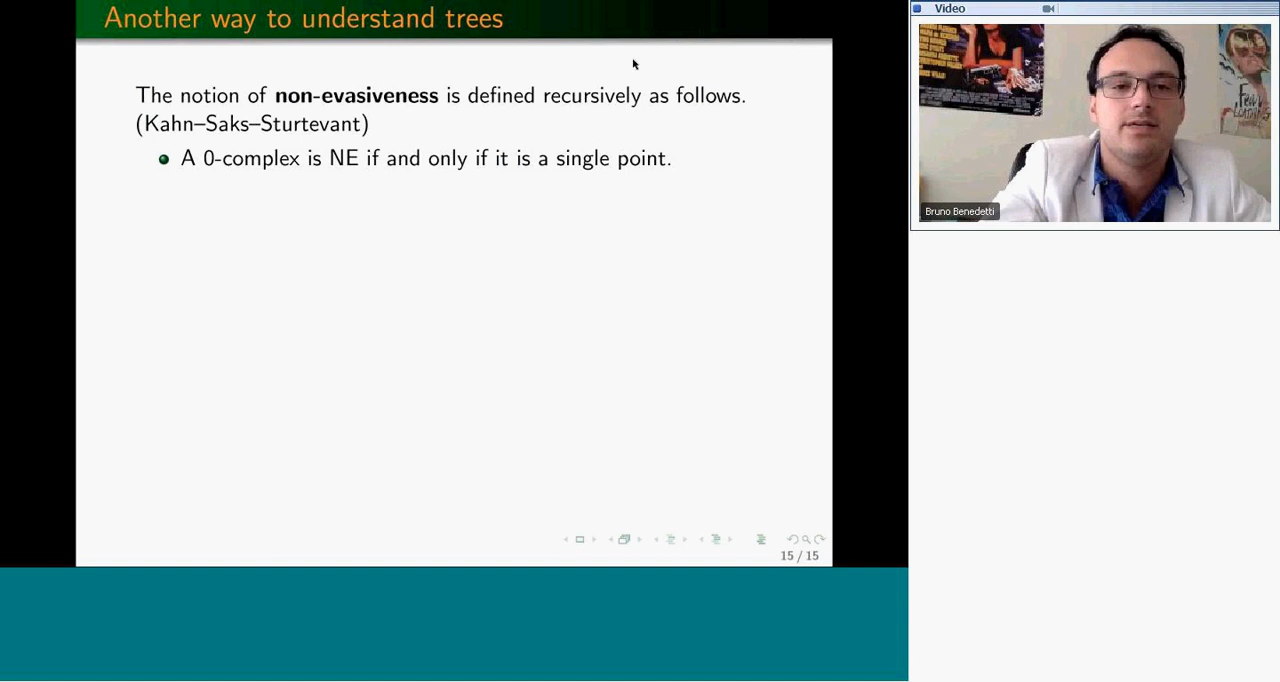 Another way to understand trees
The notion of non-evasiveness is defined recursively as follows.
(Kahn–Saks–Sturtevant)
A 0-complex is NE if and only if it is a single point.
15 / 15
Video
Bruno Benedetti